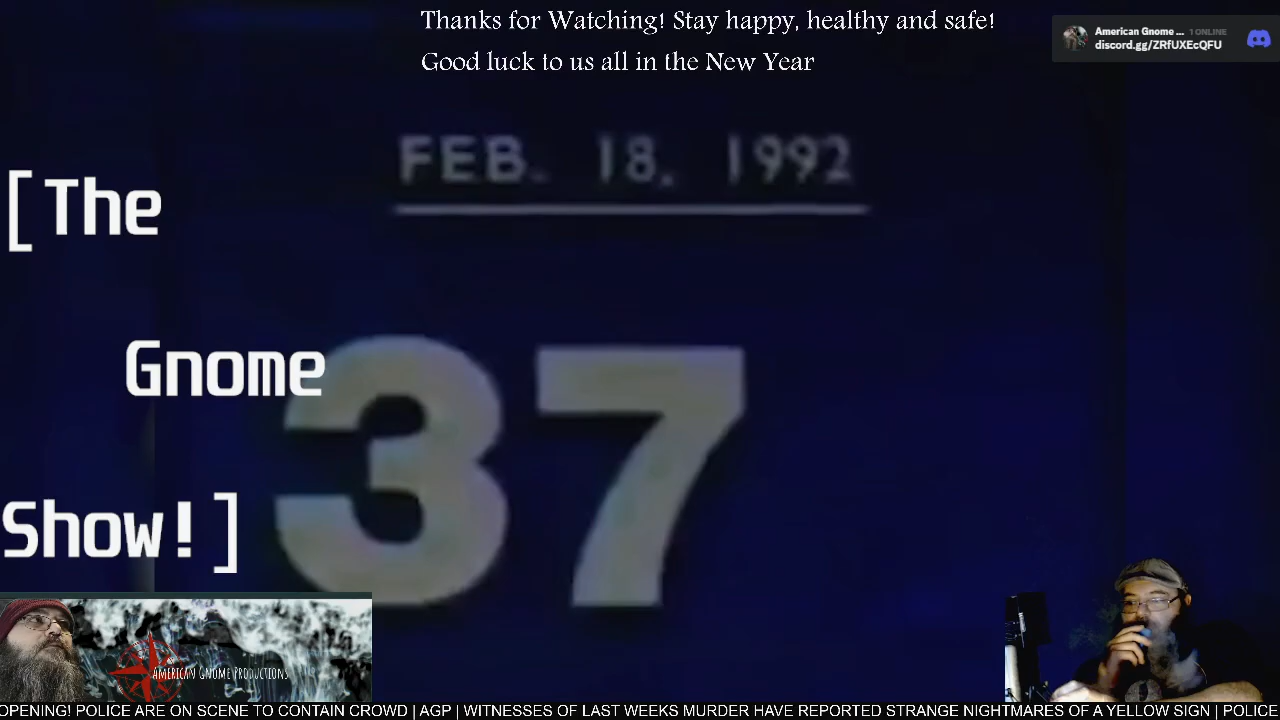 Thanks for Watching! Stay happy, healthy and safe!
Good luck to us all in the New Year
American Gnome ... 1 ONLINE
discord.gg/ZRfUXEcQFU
FEB. 18, 1992
[The
Gnome
Show!]
37
AMERICAN GNOME PRODUCTIONS
OPENING! POLICE ARE ON SCENE TO CONTAIN CROWD | AGP | WITNESSES OF LAST WEEKS MURDER HAVE REPORTED STRANGE NIGHTMARES OF A YELLOW SIGN | POLICE